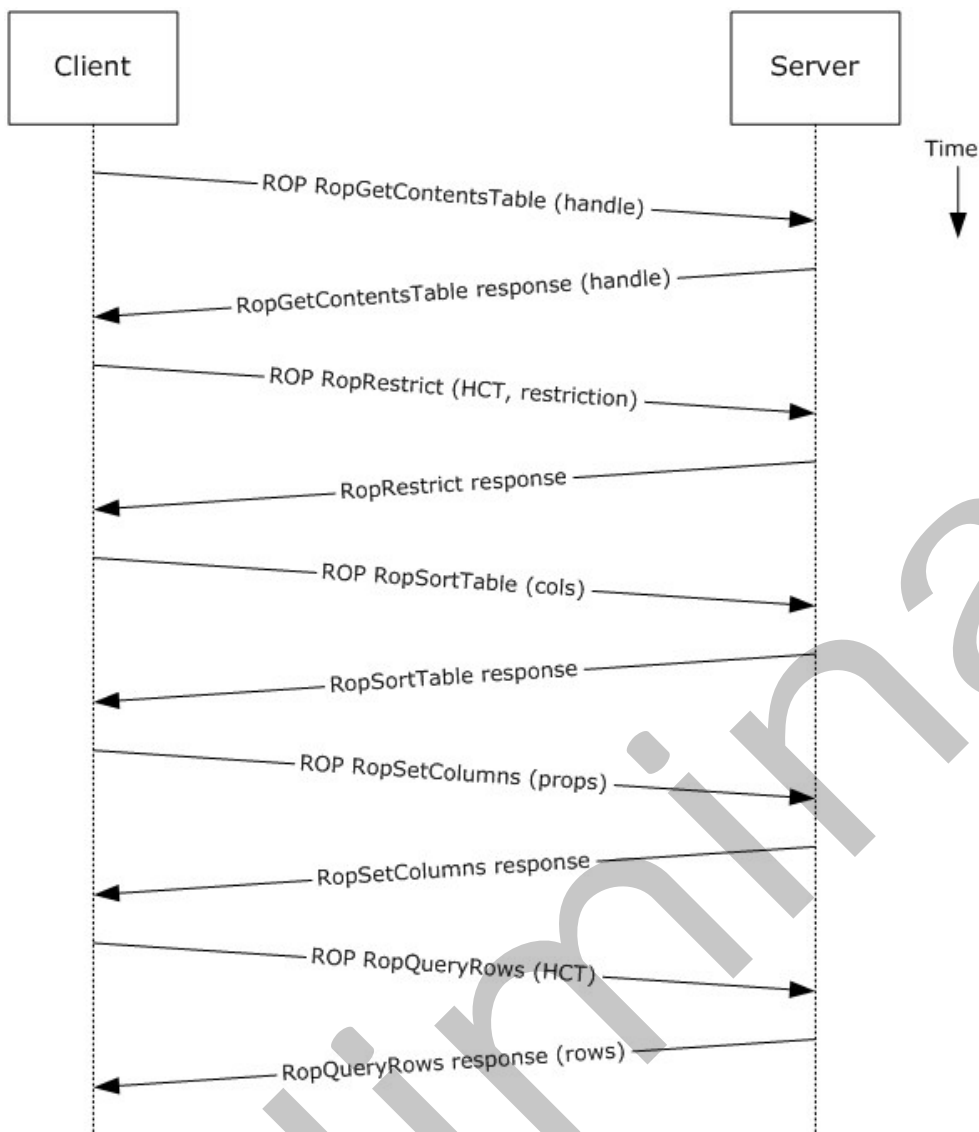 Client
Server
Time
ROP RopGetContentsTable (handle)
RopGetContentsTable response (handle)
ROP RopRestrict (HCT, restriction)
RopRestrict response
ROP RopSortTable (cols)
RopSortTable response
ROP RopSetColumns (props)
RopSetColumns response
ROP RopQueryRows (HCT)
RopQueryRows response (rows)